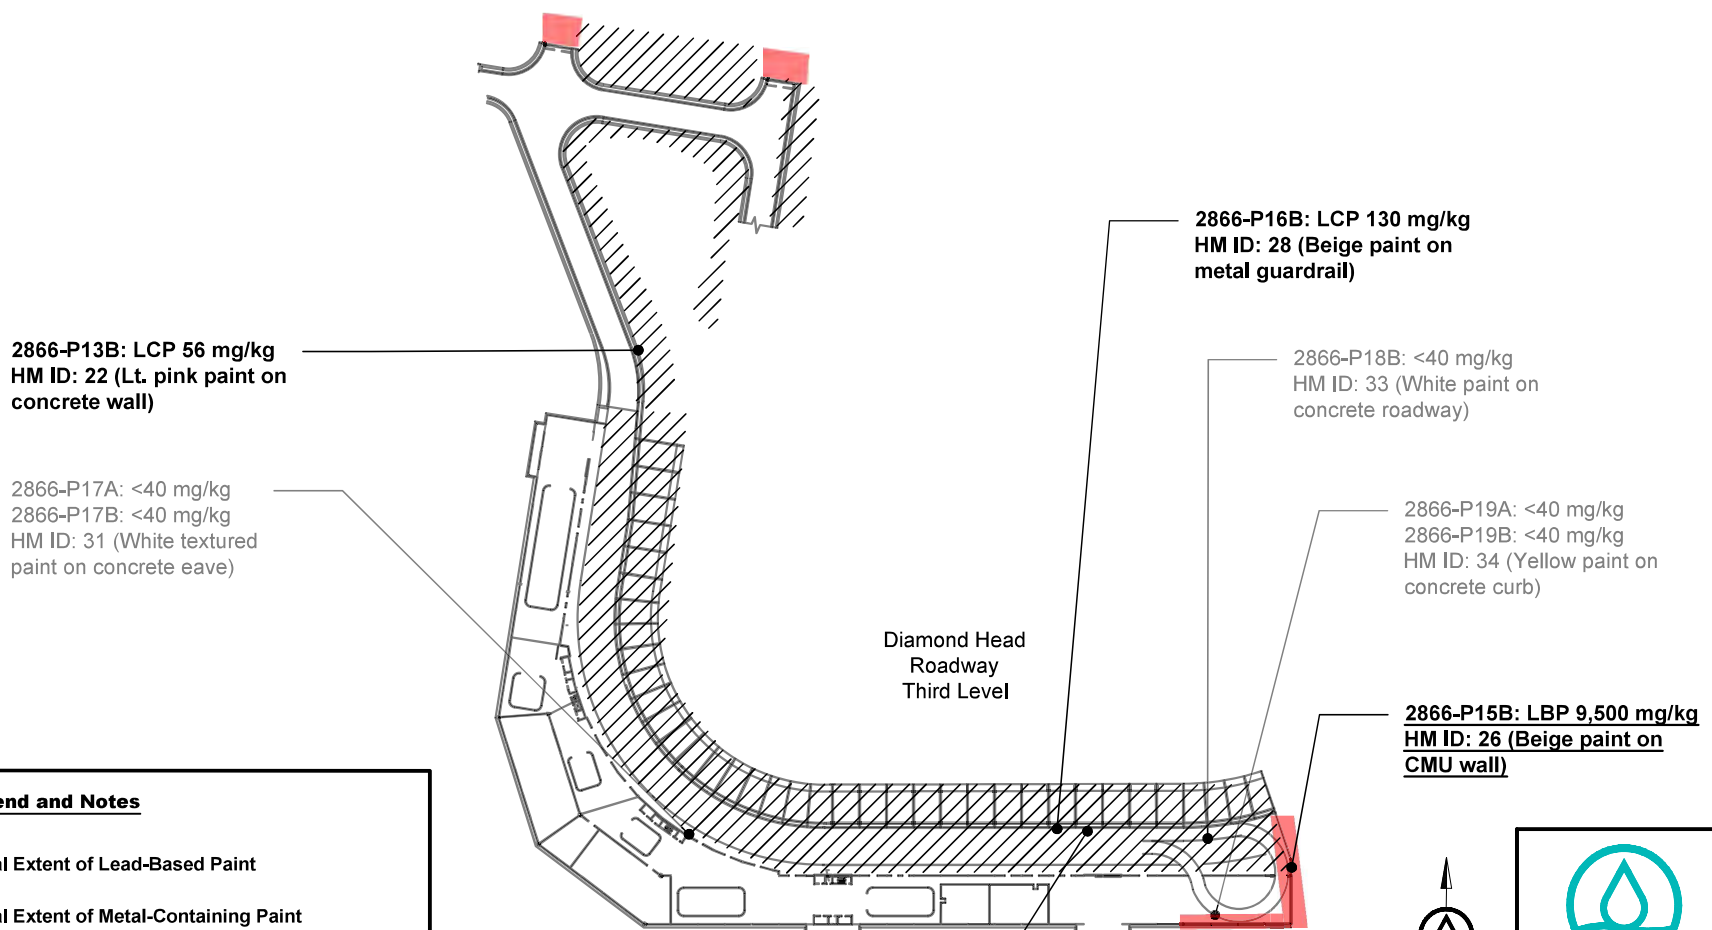 2866-P16B: LCP 130 mg/kg
HM ID: 28 (Beige paint on
metal guardrail)
2866-P13B: LCP 56 mg/kg
HM ID: 22 (Lt. pink paint on
concrete wall)
2866-P18B: <40 mg/kg
HM ID: 33 (White paint on
concrete roadway)
2866-P17A: <40 mg/kg
2866-P17B: <40 mg/kg
HM ID: 31 (White textured
paint on concrete eave)
2866-P19A: <40 mg/kg
2866-P19B: <40 mg/kg
HM ID: 34 (Yellow paint on
concrete curb)
Diamond Head
Roadway
Third Level
2866-P15B: LBP 9,500 mg/kg
HM ID: 26 (Beige paint on
CMU wall)
end and Notes
al Extent of Lead-Based Paint
al Extent of Metal-Containing Paint